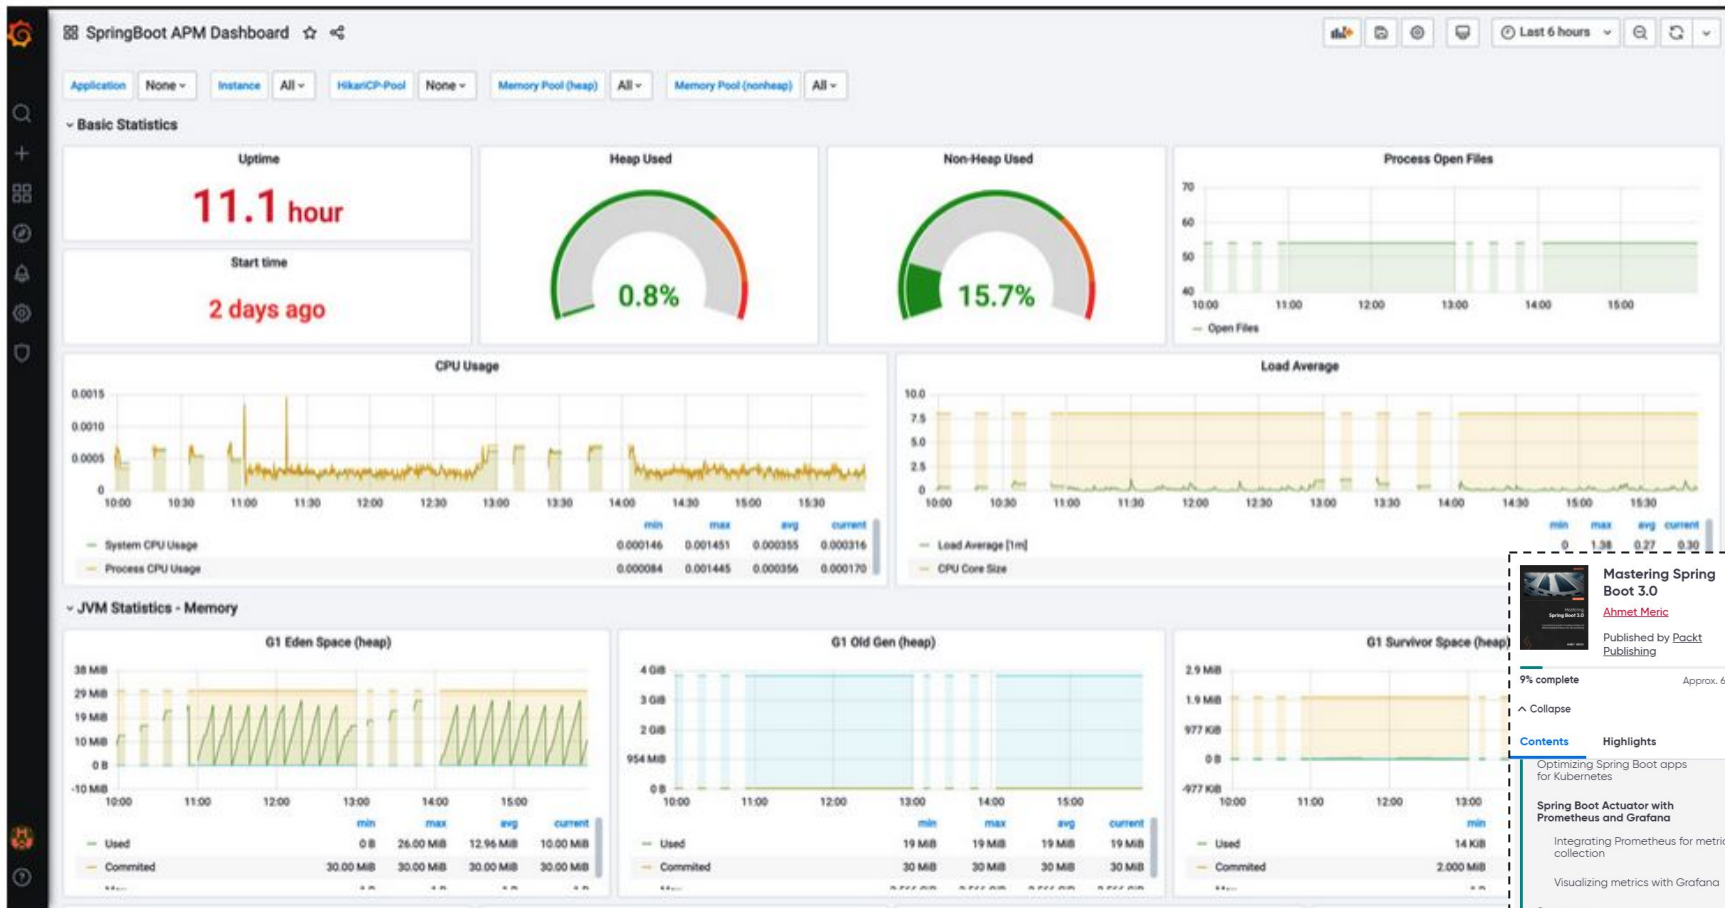 SpringBoot APM Dashboard
Last 6 hours
Application None Instance All HikariCP-Pool None Memory Pool (heap) All Memory Pool (nonheap) All
Basic Statistics
Uptime
11.1 hour
Start time
2 days ago
Heap Used
0.8%
Non-Heap Used
15.7%
Process Open Files
70
60
50
40
10:00 11:00 12:00 13:00 14:00 15:00
Open Files
CPU Usage
0.0015
0.0010
0.0005
0
10:00 10:30 11:00 11:30 12:00 12:30 13:00 13:30 14:00 14:30 15:00 15:30
min max avg current
System CPU Usage 0.000146 0.001451 0.000355 0.000316
Process CPU Usage 0.000084 0.001445 0.000356 0.000170
Load Average
10.0
7.5
5.0
2.5
0
10:00 10:30 11:00 11:30 12:00 12:30 13:00 13:30 14:00 14:30 15:00 15:30
min max avg current
Load Average [1m] 0 1.38 0.27 0.30
CPU Core Size
JVM Statistics - Memory
G1 Eden Space (heap)
38 MiB
29 MiB
19 MiB
10 MiB
0 B
-10 MiB
10:00 11:00 12:00 13:00 14:00 15:00
min max avg current
Used 0 B 26.00 MiB 12.96 MiB 10.00 MiB
Commited 30.00 MiB 30.00 MiB 30.00 MiB 30.00 MiB
G1 Old Gen (heap)
4 GiB
3 GiB
2 GiB
954 MiB
0 B
10:00 11:00 12:00 13:00 14:00 15:00
min max avg current
Used 19 MiB 19 MiB 19 MiB 19 MiB
Commited 30 MiB 30 MiB 30 MiB 30 MiB
G1 Survivor Space (heap)
2.9 MiB
1.9 MiB
977 KiB
0 B
-977 KiB
10:00 11:00 12:00 13:00
min
Used 14 KiB
Commited 2.000 MiB
Mastering Spring
Boot 3.0
Ahmet Meric
Published by Packt
Publishing
9% complete Approx. 6
Collapse
Contents Highlights
Optimizing Spring Boot apps
for Kubernetes
Spring Boot Actuator with
Prometheus and Grafana
Integrating Prometheus for metric
collection
Visualizing metrics with Grafana